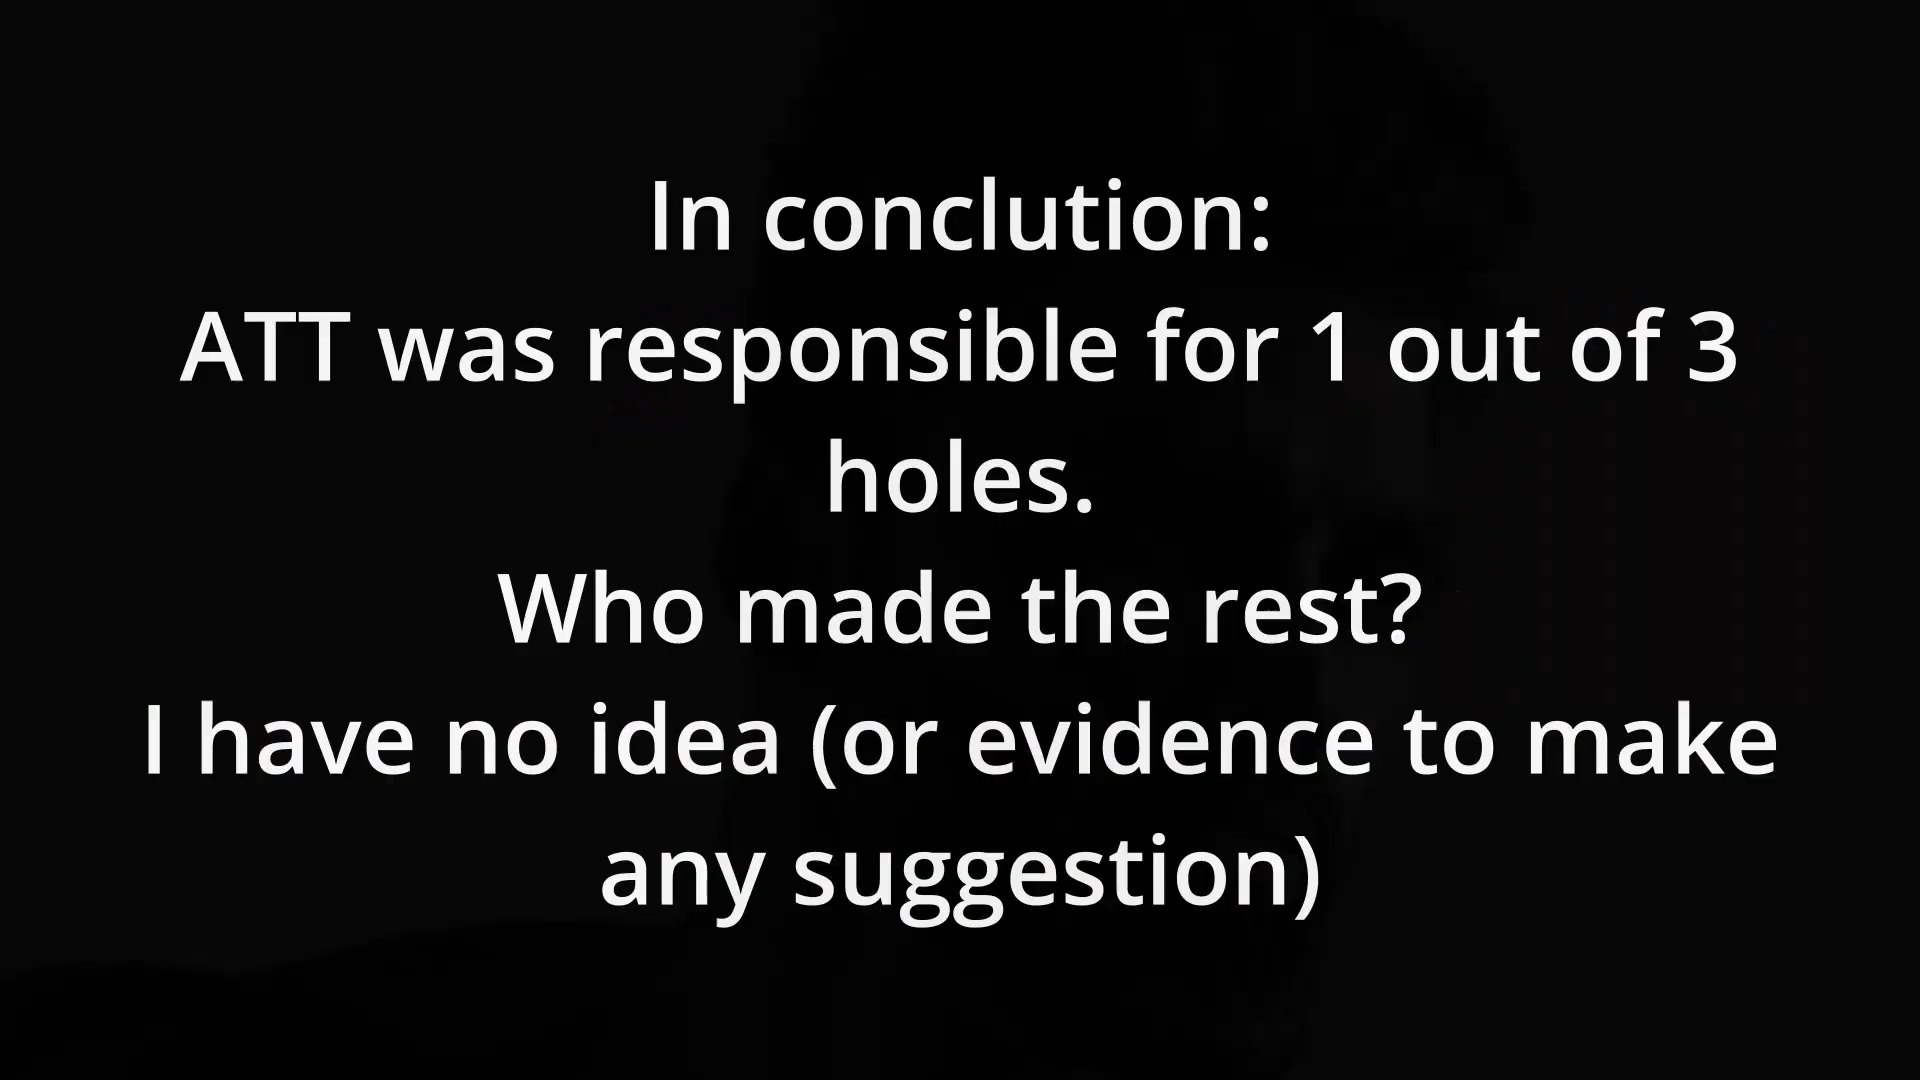 In conclution:
ATT was responsible for 1 out of 3
holes.
Who made the rest?
I have no idea (or evidence to make
any suggestion)